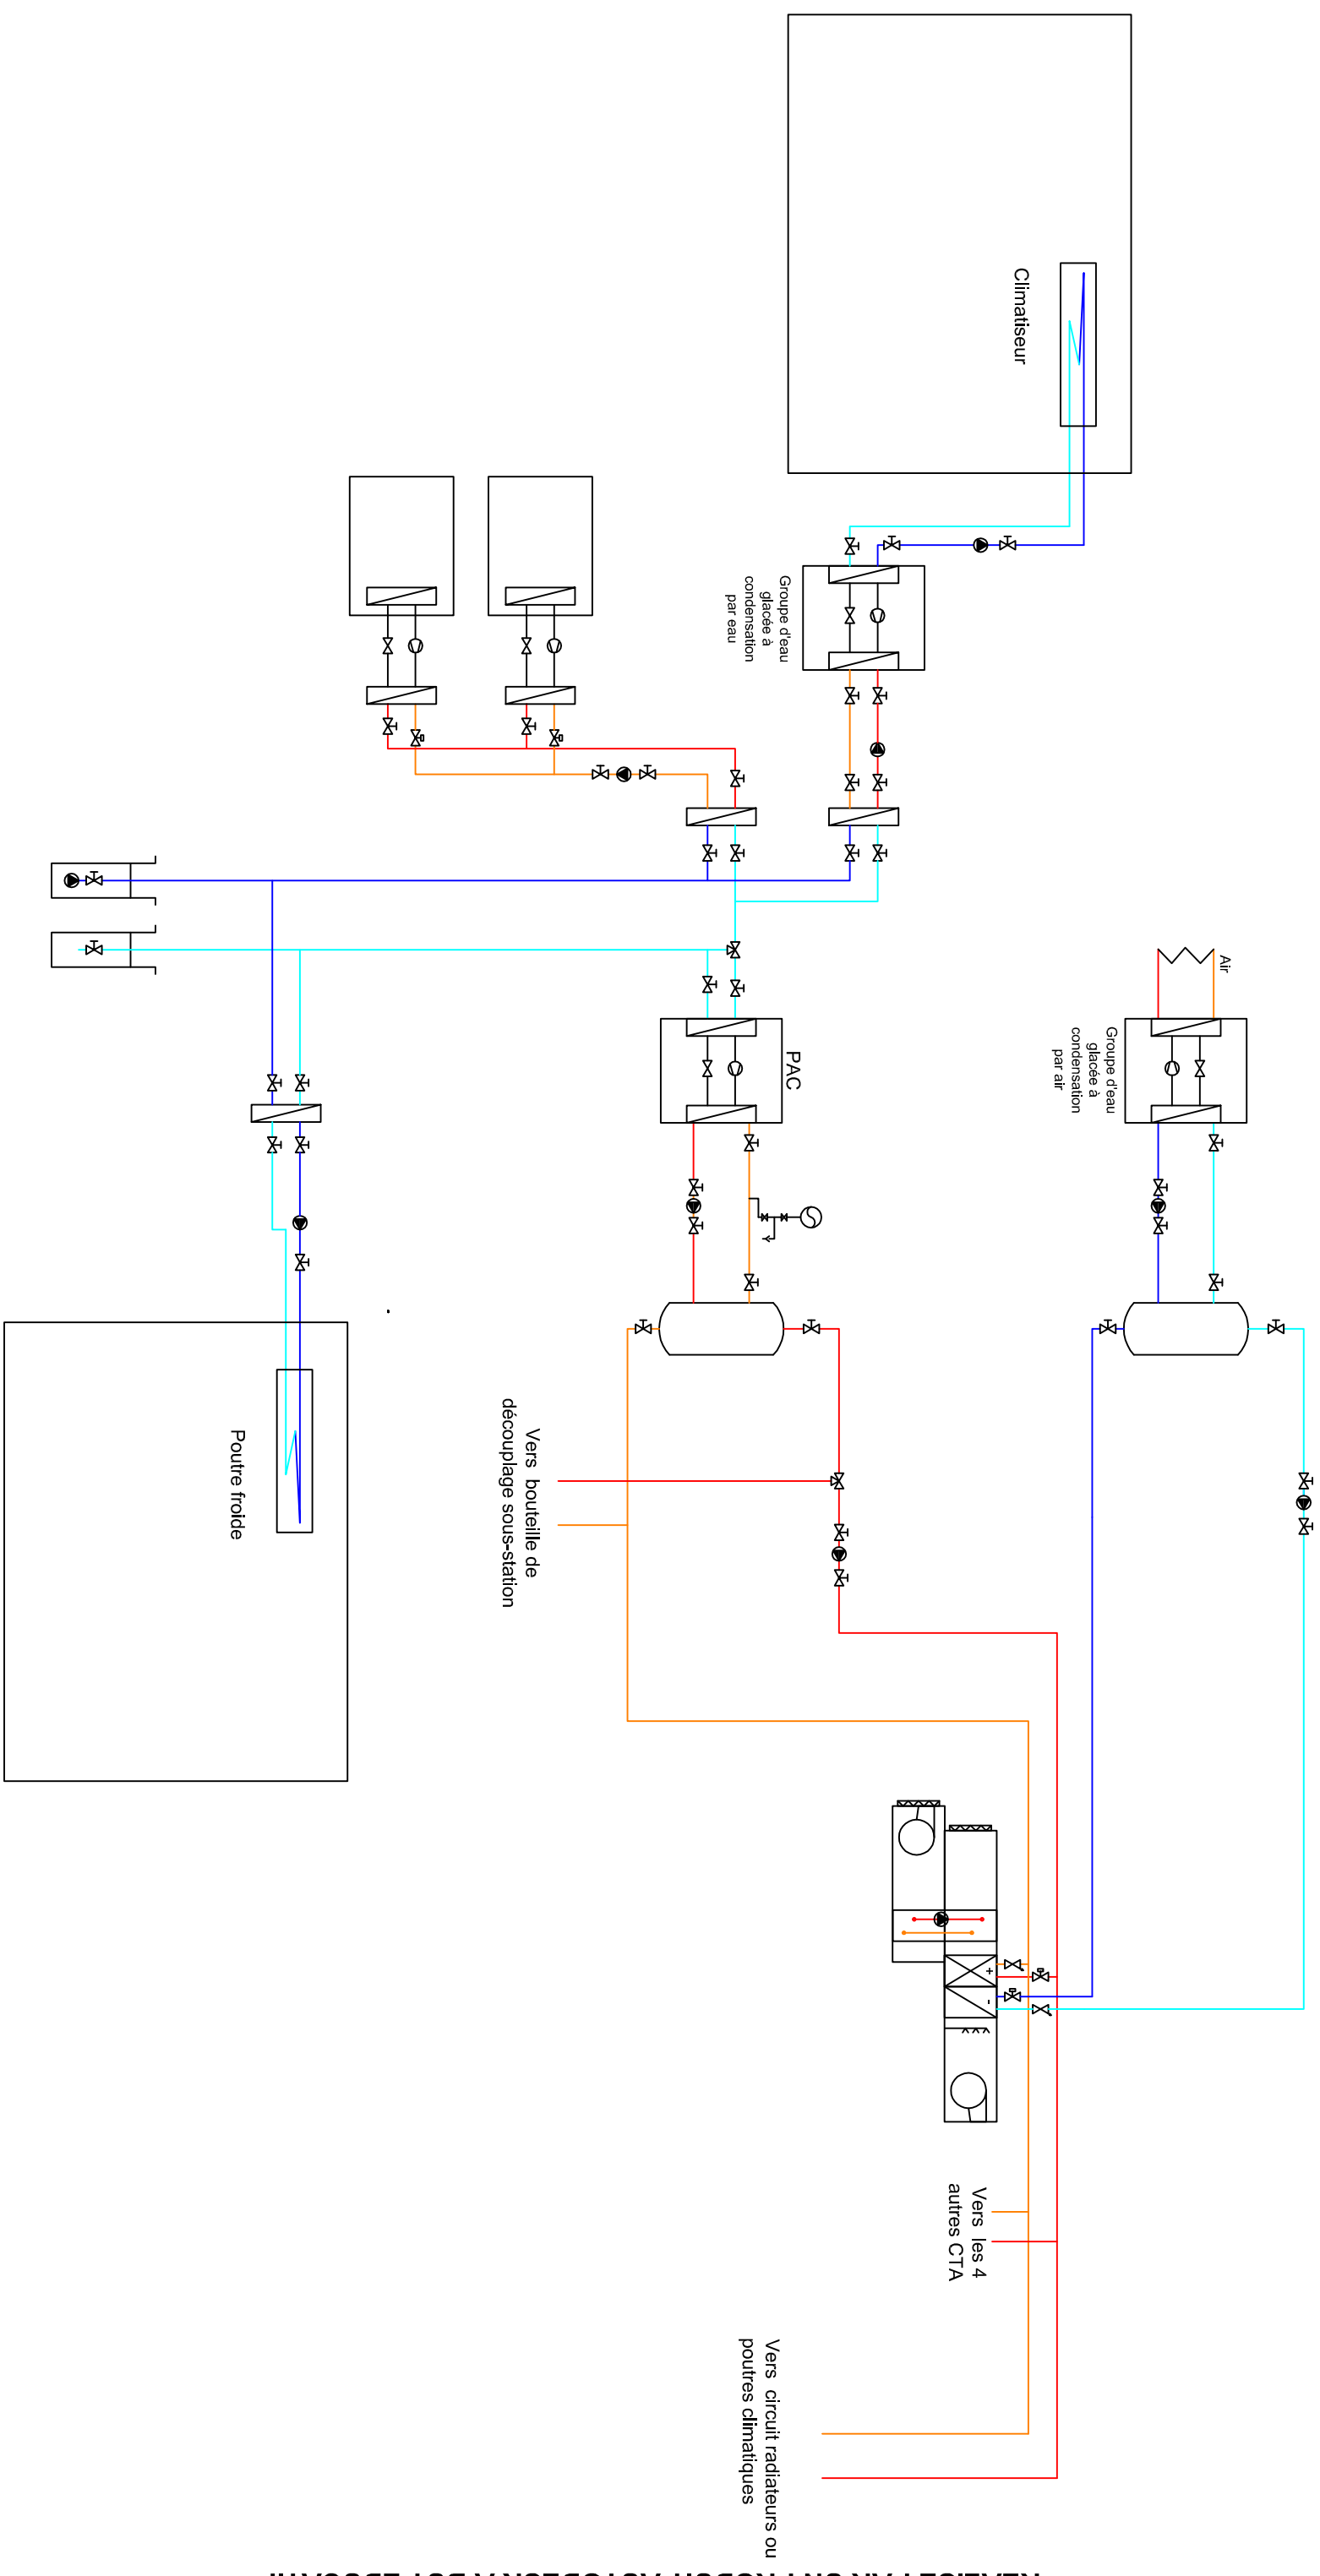 Climatiseur
Groupe d'eau
glacée à
condensation
par eau
Air
Groupe d'eau
glacée à
condensation
par air
PAC
Vers bouteille de
découplage sous-station
Poutre froide
+
-
Vers les 4
autres CTA
Vers circuit radiateurs ou
poutres climatiques